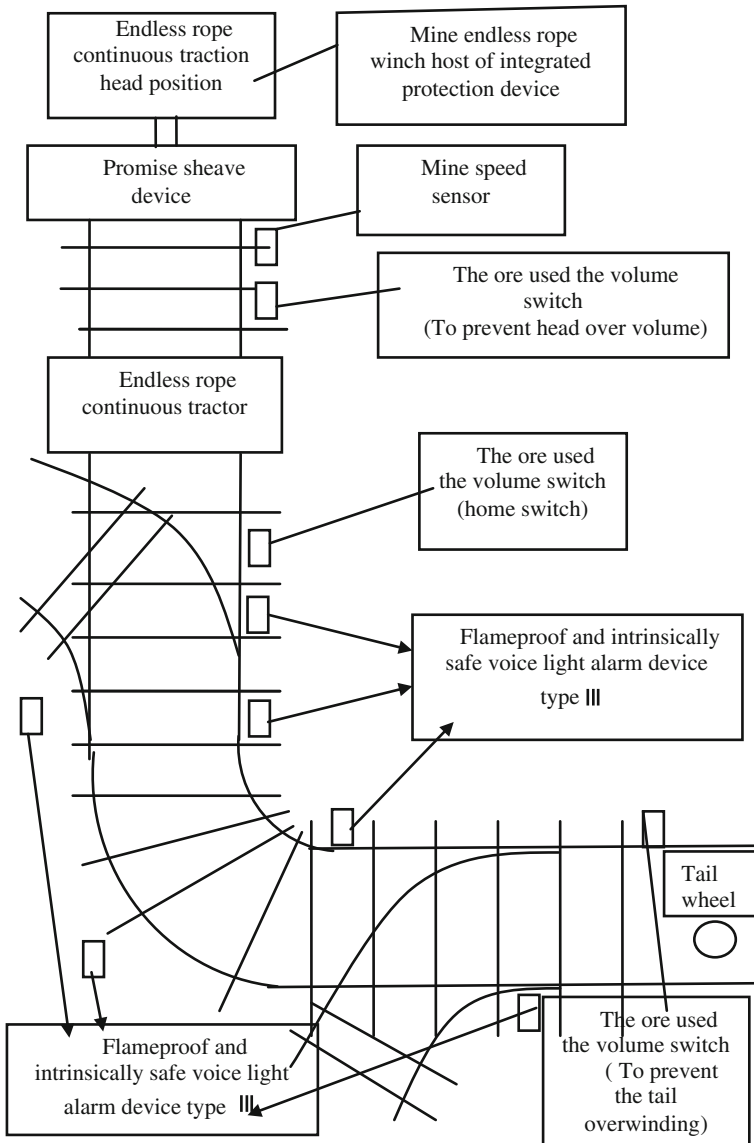 Endless rope
continuous traction
head position
Mine endless rope
winch host of integrated
protection device
Promise sheave
device
Mine speed
sensor
The ore used the volume
switch
(To prevent head over volume)
Endless rope
continuous tractor
The ore used
the volume switch
(home switch)
Flameproof and intrinsically
safe voice light alarm device
type III
Tail
wheel
Flameproof and
intrinsically safe voice light
alarm device type III
The ore used
the volume switch
( To prevent
the tail
overwinding)